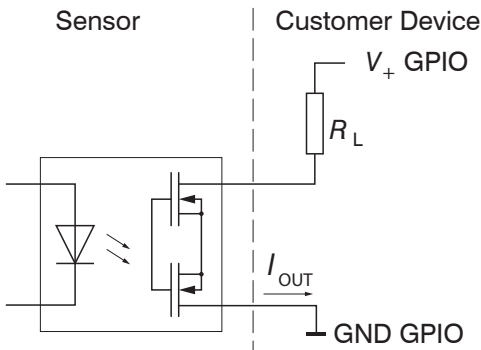 Sensor
Customer Device
V+ GPIO
RL
IOUT
GND GPIO